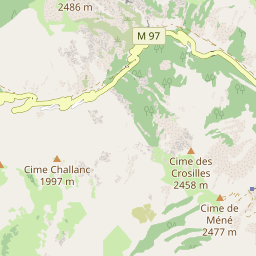 2486 m
M 97
Cime des
Crosilles
2458 m
Cime Challanc
1997 m
Cime de
Méné
2477 m